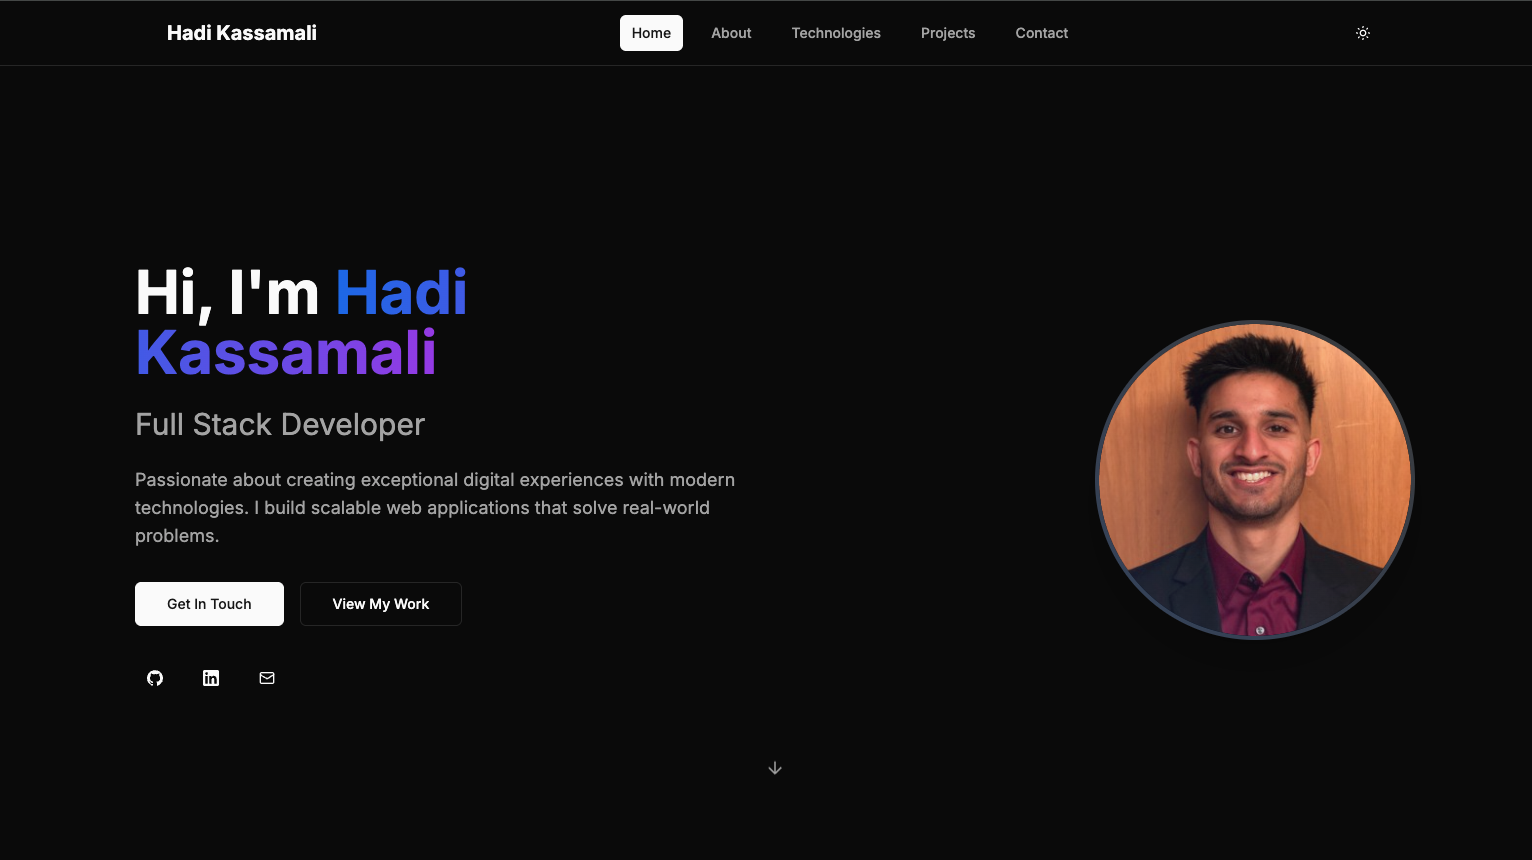 Hadi Kassamali
Home
About
Technologies
Projects
Contact
Hi, I'm Hadi
Kassamali
Full Stack Developer
Passionate about creating exceptional digital experiences with modern
technologies. I build scalable web applications that solve real-world
problems.
Get In Touch
View My Work